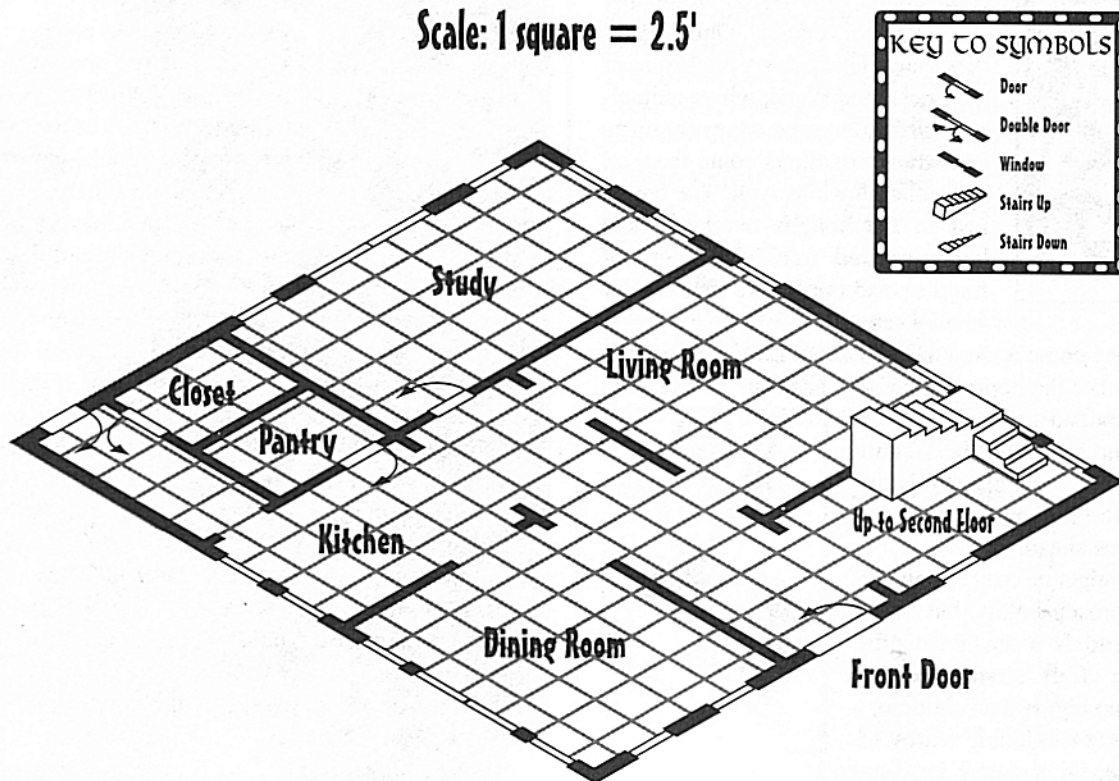 Scale: 1 square = 2.5'
KEY TO SYMBOLS
Door
Double Door
Window
Stairs Up
Stairs Down
Study
Living Room
Closet
Pantry
Up to Second Floor
Kitchen
Dining Room
Front Door